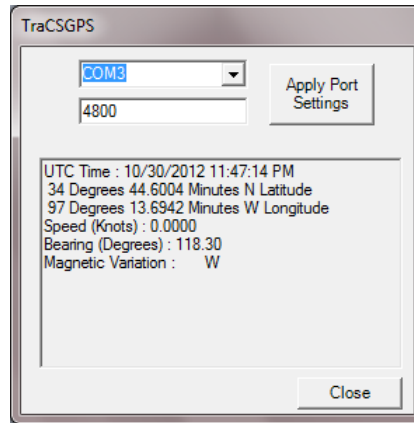 TraCSGPS
COM3
Apply Port
Settings
4800
UTC Time : 10/30/2012 11:47:14 PM
34 Degrees 44.6004 Minutes N Latitude
97 Degrees 13.6942 Minutes W Longitude
Speed (Knots) : 0.0000
Bearing (Degrees) : 118.30
Magnetic Variation :      W
Close